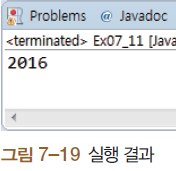 Problems @ Javadoc
<terminated> Ex07_11 [Java
2016
그림 7-19 실행 결과